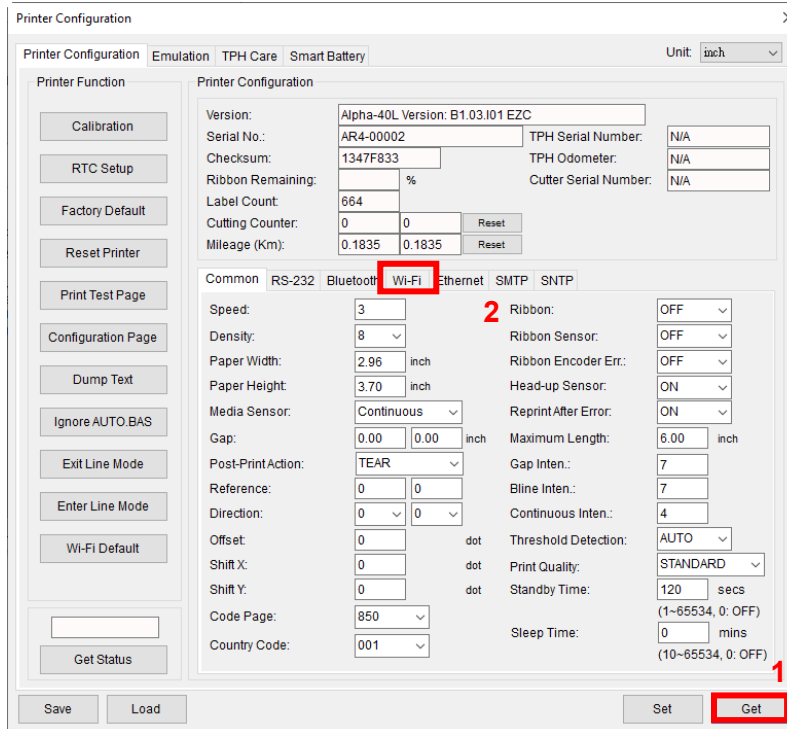 Printer Configuration
Printer Configuration Emulation TPH Care Smart Battery Unit: inch
Printer Function
Calibration
RTC Setup
Factory Default
Reset Printer
Print Test Page
Configuration Page
Dump Text
Ignore AUTO.BAS
Exit Line Mode
Enter Line Mode
Wi-Fi Default
Get Status
Printer Configuration
Version: Alpha-40L Version: B1.03.I01 EZC
Serial No.: AR4-00002 TPH Serial Number: N/A
Checksum: 1347F833 TPH Odometer: N/A
Ribbon Remaining: % Cutter Serial Number: N/A
Label Count: 664
Cutting Counter: 0 0 Reset
Mileage (Km): 0.1835 0.1835 Reset
Common RS-232 Bluetooth Wi-Fi Ethernet SMTP SNTP
2
Speed: 3 Ribbon: OFF
Density: 8 Ribbon Sensor: OFF
Paper Width: 2.96 inch Ribbon Encoder Err.: OFF
Paper Height: 3.70 inch Head-up Sensor: ON
Media Sensor: Continuous Reprint After Error: ON
Gap: 0.00 0.00 inch Maximum Length: 6.00 inch
Post-Print Action: TEAR Gap Inten.: 7
Reference: 0 0 Bline Inten.: 7
Direction: 0 0 Continuous Inten.: 4
Offset: 0 dot Threshold Detection: AUTO
Shift X: 0 dot Print Quality: STANDARD
Shift Y: 0 dot Standby Time: 120 secs
(1~65534, 0: OFF)
Code Page: 850
Sleep Time: 0 mins
Country Code: 001
(10~65534, 0: OFF)
1
Save Load Set Get